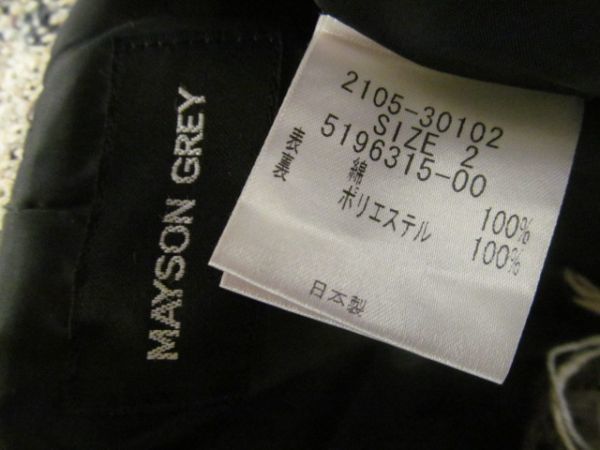 MAYSON GREY
2105-30102
SIZE 2
5196315-00
表 綿 100%
裏 ポリエステル 100%
日本製